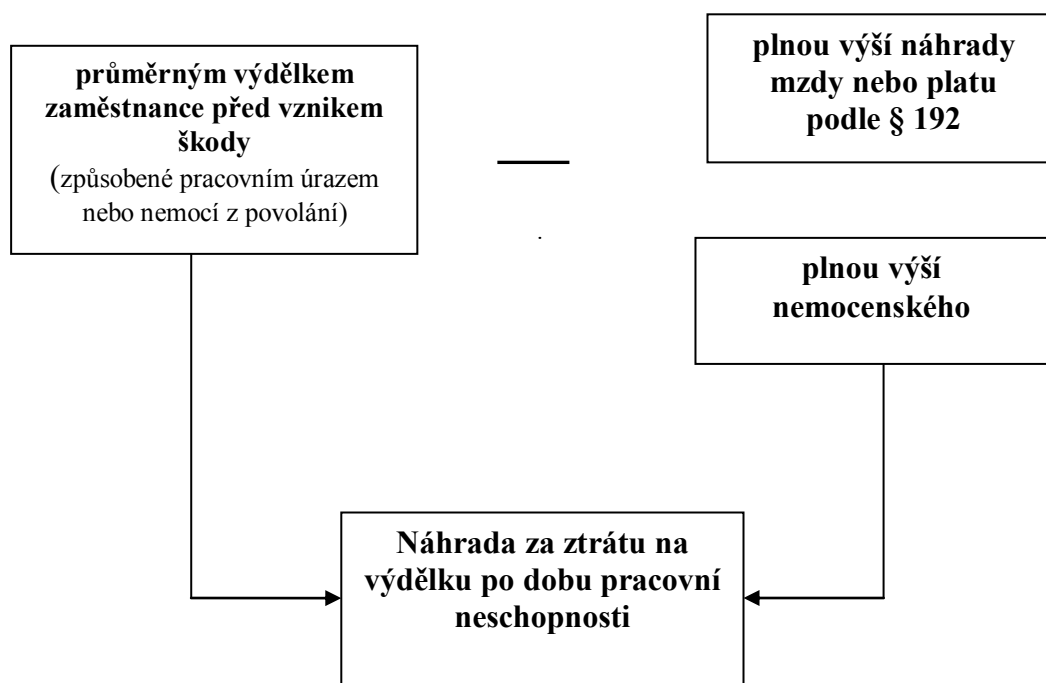 průměrným výdělkem
zaměstnance před vznikem
škody
(způsobené pracovním úrazem
nebo nemocí z povolání)
plnou výší náhrady
mzdy nebo platu
podle § 192
plnou výší
nemocenského
Náhrada za ztrátu na
výdělku po dobu pracovní
neschopnosti